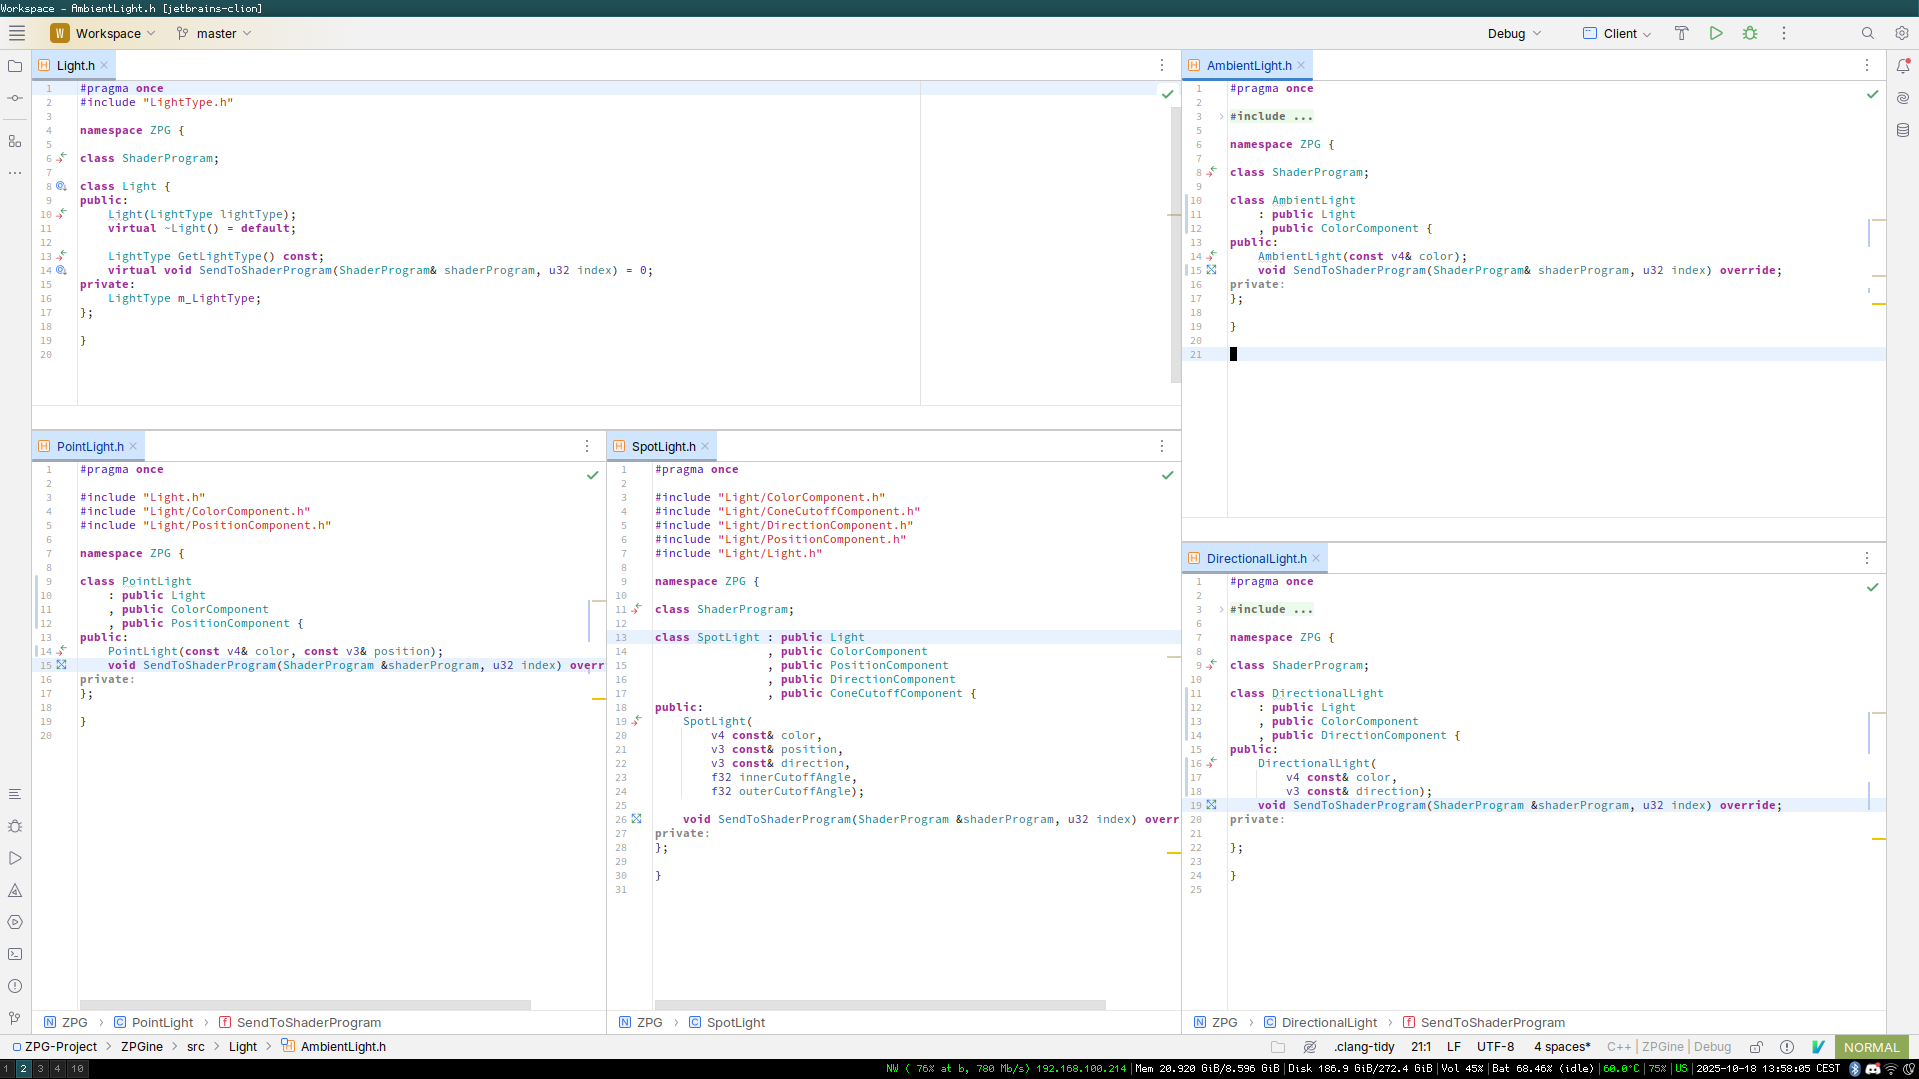 Workspace – AmbientLight.h [jetbrains-clion]
W Workspace master Debug Client
Light.h
1 #pragma once
2 #include "LightType.h"
3
4 namespace ZPG {
5
6 class ShaderProgram;
7
8 class Light {
9 public:
10 Light(LightType lightType);
11 virtual ~Light() = default;
12
13 LightType GetLightType() const;
14 virtual void SendToShaderProgram(ShaderProgram& shaderProgram, u32 index) = 0;
15 private:
16 LightType m_LightType;
17 };
18
19 }
20
AmbientLight.h
1 #pragma once
2
3 #include ...
5
6 namespace ZPG {
7
8 class ShaderProgram;
9
10 class AmbientLight
11 : public Light
12 , public ColorComponent {
13 public:
14 AmbientLight(const v4& color);
15 void SendToShaderProgram(ShaderProgram& shaderProgram, u32 index) override;
16 private:
17 };
18
19 }
20
21
PointLight.h
1 #pragma once
2
3 #include "Light.h"
4 #include "Light/ColorComponent.h"
5 #include "Light/PositionComponent.h"
6
7 namespace ZPG {
8
9 class PointLight
10 : public Light
11 , public ColorComponent
12 , public PositionComponent {
13 public:
14 PointLight(const v4& color, const v3& position);
15 void SendToShaderProgram(ShaderProgram &shaderProgram, u32 index) overr
16 private:
17 };
18
19 }
20
ZPG PointLight SendToShaderProgram
SpotLight.h
1 #pragma once
2
3 #include "Light/ColorComponent.h"
4 #include "Light/ConeCutoffComponent.h"
5 #include "Light/DirectionComponent.h"
6 #include "Light/PositionComponent.h"
7 #include "Light/Light.h"
8
9 namespace ZPG {
10
11 class ShaderProgram;
12
13 class SpotLight : public Light
14 , public ColorComponent
15 , public PositionComponent
16 , public DirectionComponent
17 , public ConeCutoffComponent {
18 public:
19 SpotLight(
20 v4 const& color,
21 v3 const& position,
22 v3 const& direction,
23 f32 innerCutoffAngle,
24 f32 outerCutoffAngle);
25
26 void SendToShaderProgram(ShaderProgram &shaderProgram, u32 index) overr
27 private:
28 };
29
30 }
31
ZPG SpotLight
DirectionalLight.h
1 #pragma once
2
3 #include ...
6
7 namespace ZPG {
8
9 class ShaderProgram;
10
11 class DirectionalLight
12 : public Light
13 , public ColorComponent
14 , public DirectionComponent {
15 public:
16 DirectionalLight(
17 v4 const& color,
18 v3 const& direction);
19 void SendToShaderProgram(ShaderProgram &shaderProgram, u32 index) override;
20 private:
21
22 };
23
24 }
25
ZPG DirectionalLight SendToShaderProgram
ZPG-Project ZPGine src Light AmbientLight.h .clang-tidy 21:1 LF UTF-8 4 spaces* C++ | ZPGine | Debug NORMAL
1 2 3 4 10 NW ( 76% at b, 780 Mb/s) 192.168.100.214 | Mem 20.920 GiB/8.596 GiB | Disk 186.9 GiB/272.4 GiB | Vol 45% | Bat 68.46% (idle) | 60.0°C | 75% | US | 2025-10-18 13:58:05 CEST